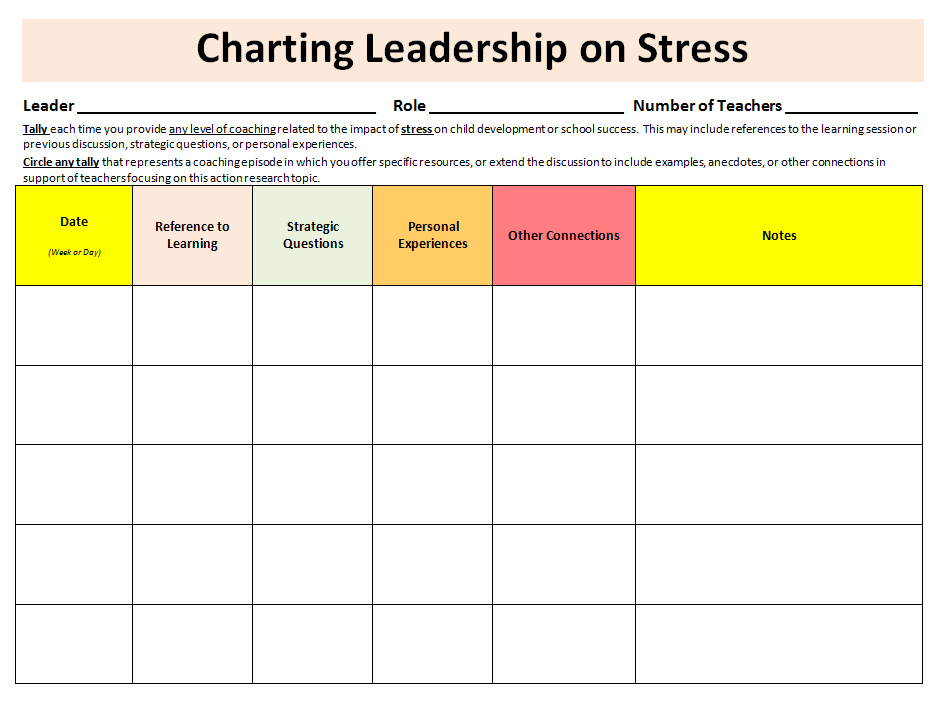 Charting Leadership on Stress
Leader ______________________________ Role ____________________ Number of Teachers ______________
Tally each time you provide any level of coaching related to the impact of stress on child development or school success. This may include references to the learning session or
previous discussion, strategic questions, or personal experiences.
Circle any tally that represents a coaching episode in which you offer specific resources, or extend the discussion to include examples, anecdotes, or other connections in
support of teachers focusing on this action research topic.
Date
(Week or Day)
Reference to
Learning
Strategic
Questions
Personal
Experiences
Other Connections
Notes